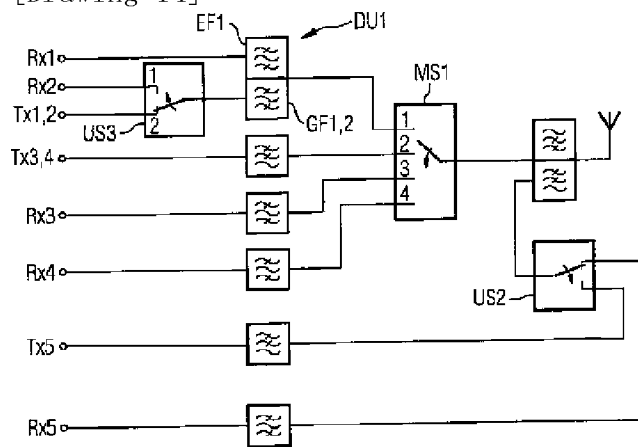 [Drawing 14]
EF1
DU1
Rx1
Rx2
1
MS1
Tx1,2
US3
2
GF1,2
1
2
3
4
Tx3,4
Rx3
Rx4
US2
Tx5
Rx5